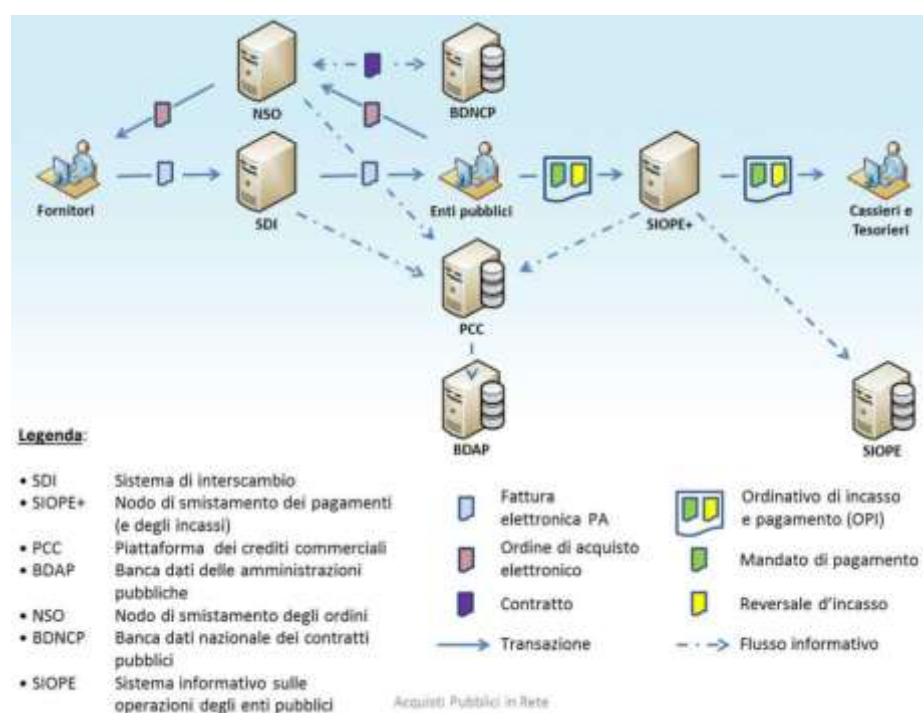 NSO
BDNCP
Fornitori
SDI
Enti pubblici
SIOPE+
Cassieri e
Tesorieri
PCC
BDAP
SIOPE
Legenda:
• SDI Sistema di interscambio
• SIOPE+ Nodo di smistamento dei pagamenti
(e degli incassi)
• PCC Piattaforma dei crediti commerciali
• BDAP Banca dati delle amministrazioni
pubbliche
• NSO Nodo di smistamento degli ordini
• BDNCP Banca dati nazionale dei contratti
pubblici
• SIOPE Sistema informativo sulle
operazioni degli enti pubblici
Fattura
elettronica PA
Ordine di acquisto
elettronico
Contratto
Transazione
Ordinativo di incasso
e pagamento (OPI)
Mandato di pagamento
Reversale d'incasso
Flusso informativo
Acquisti Pubblici in Rete